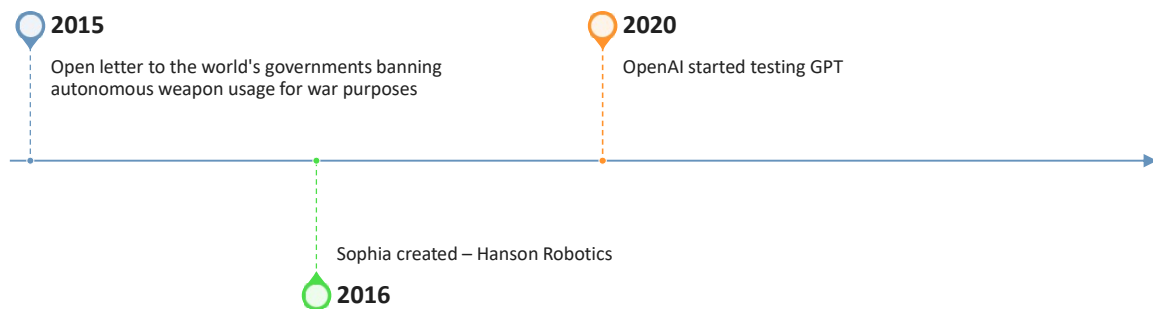 2015
Open letter to the world's governments banning
autonomous weapon usage for war purposes
2020
OpenAI started testing GPT
Sophia created – Hanson Robotics
2016